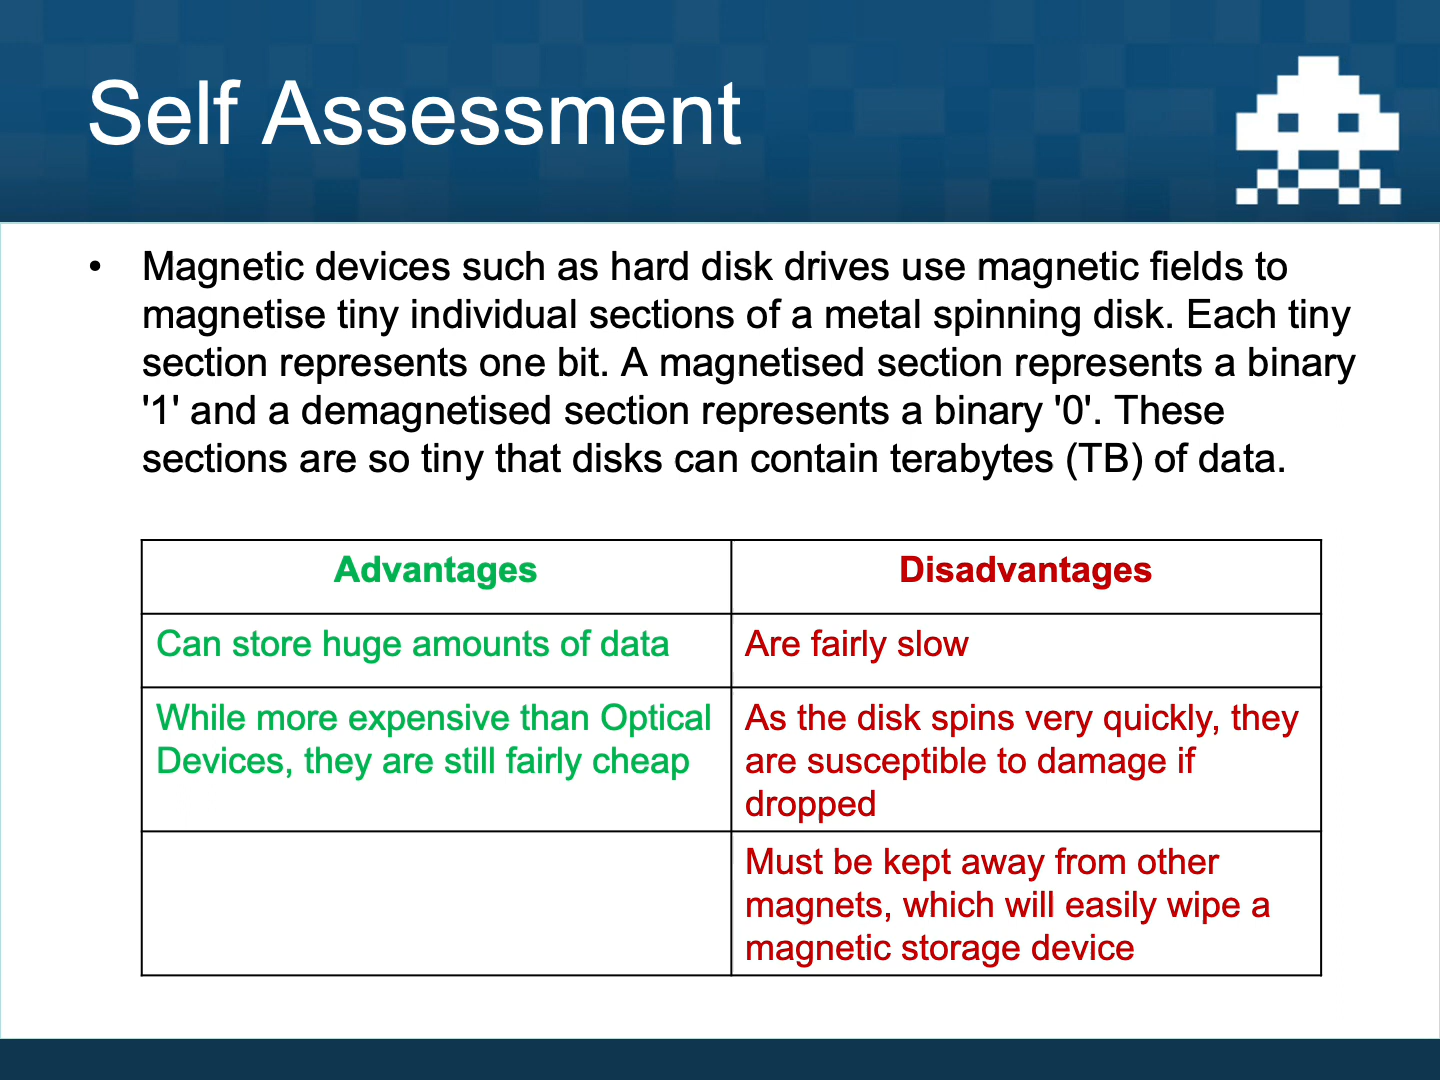 Self Assessment
• Magnetic devices such as hard disk drives use magnetic fields to
magnetise tiny individual sections of a metal spinning disk. Each tiny
section represents one bit. A magnetised section represents a binary
'1' and a demagnetised section represents a binary '0'. These
sections are so tiny that disks can contain terabytes (TB) of data.
Advantages
Disadvantages
Can store huge amounts of data
Are fairly slow
While more expensive than Optical
Devices, they are still fairly cheap
As the disk spins very quickly, they
are susceptible to damage if
dropped
Must be kept away from other
magnets, which will easily wipe a
magnetic storage device